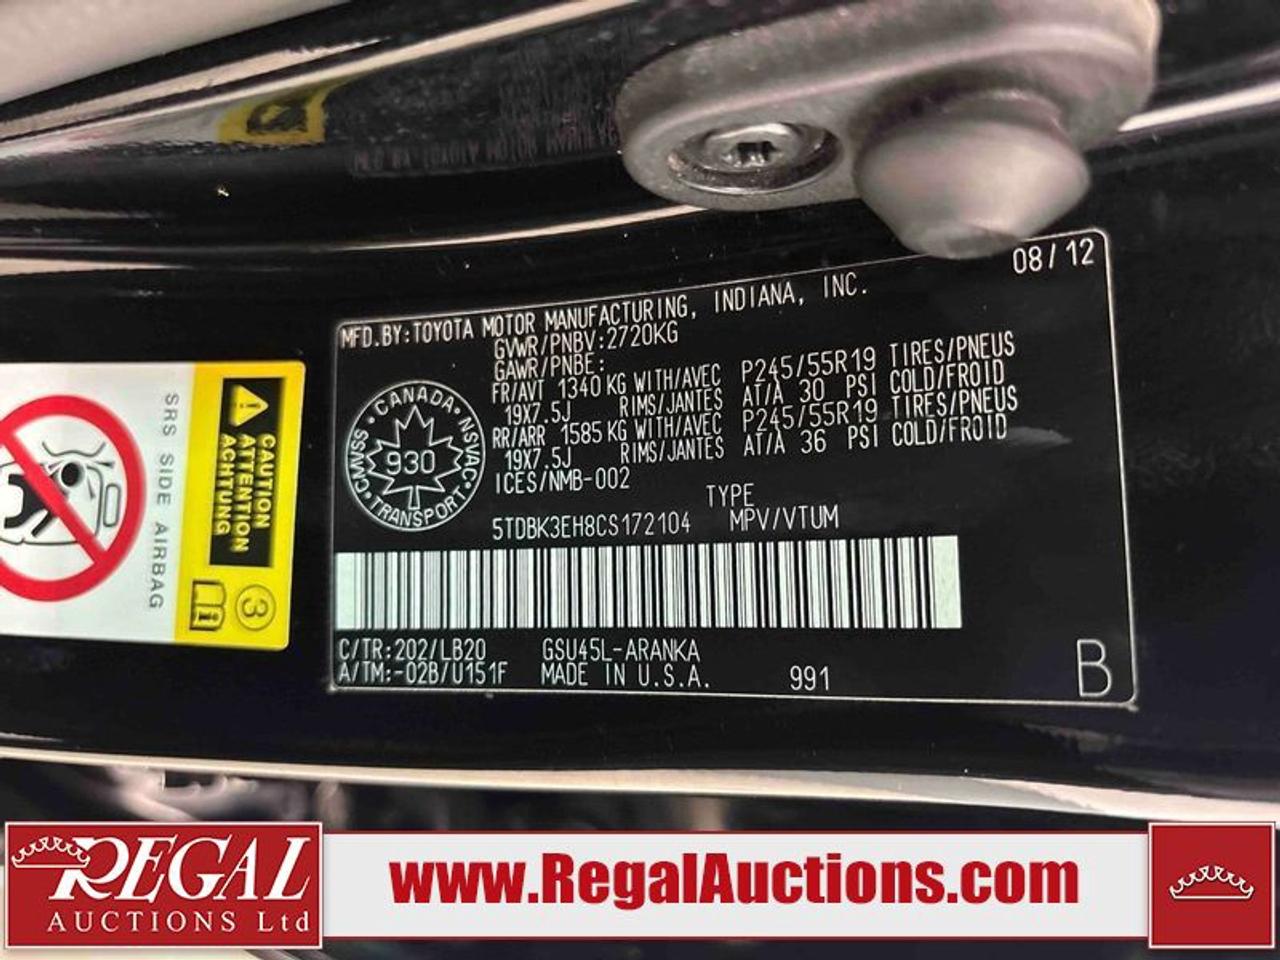 08/12
MFD.BY:TOYOTA MOTOR MANUFACTURING, INDIANA, INC.
GVWR/PNBV:2720KG
GAWR/PNBE:
FR/AVT 1340 KG WITH/AVEC P245/55R19 TIRES/PNEUS
19X7.5J RIMS/JANTES AT/A 30 PSI COLD/FROID
RR/ARR 1585 KG WITH/AVEC P245/55R19 TIRES/PNEUS
19X7.5J RIMS/JANTES AT/A 36 PSI COLD/FROID
ICES/NMB-002
CANADA · NSVAC · TRANSPORT · CMVSS
930
TYPE
5TDBK3EH8CS172104 MPV/VTUM
C/TR:202/LB20 GSU45L-ARANKA
A/TM:-02B/U151F MADE IN U.S.A. 991
B
CAUTION
ATTENTION
ACHTUNG
SRS SIDE AIRBAG
3
REGAL
AUCTIONS Ltd
www.RegalAuctions.com